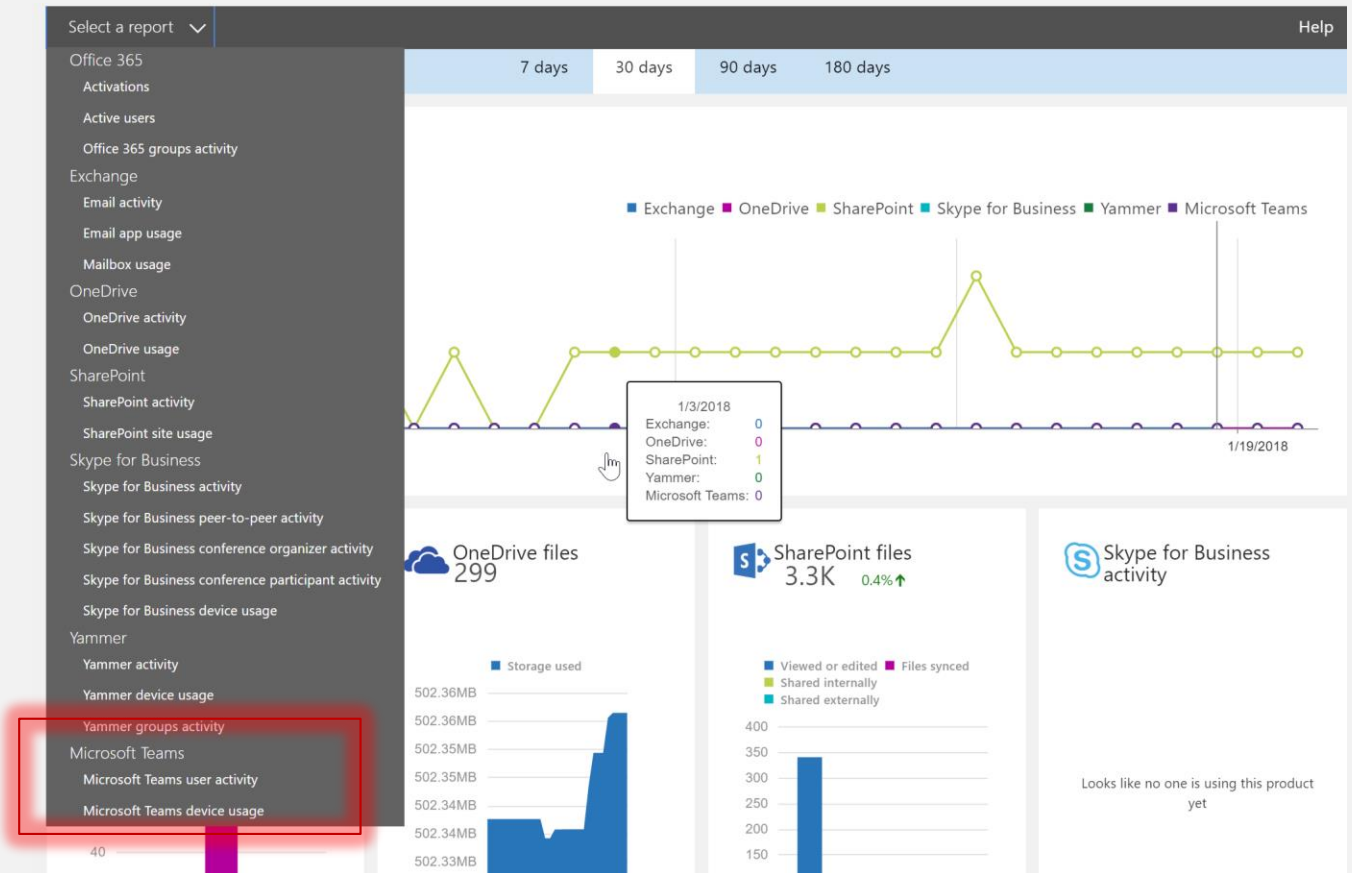 Select a report
Help
Office 365
Activations
Active users
Office 365 groups activity
Exchange
Email activity
Email app usage
Mailbox usage
OneDrive
OneDrive activity
OneDrive usage
SharePoint
SharePoint activity
SharePoint site usage
Skype for Business
Skype for Business activity
Skype for Business peer-to-peer activity
Skype for Business conference organizer activity
Skype for Business conference participant activity
Skype for Business device usage
Yammer
Yammer activity
Yammer device usage
Yammer groups activity
Microsoft Teams
Microsoft Teams user activity
Microsoft Teams device usage
40
7 days 30 days 90 days 180 days
Exchange OneDrive SharePoint Skype for Business Yammer Microsoft Teams
1/3/2018
Exchange: 0
OneDrive: 0
SharePoint: 1
Yammer: 0
Microsoft Teams: 0
1/19/2018
OneDrive files
299
Storage used
502.36MB
502.36MB
502.35MB
502.35MB
502.34MB
502.34MB
502.33MB
SharePoint files
3.3K 0.4%
Viewed or edited Files synced
Shared internally
Shared externally
400
350
300
250
200
150
Skype for Business
activity
Looks like no one is using this product
yet